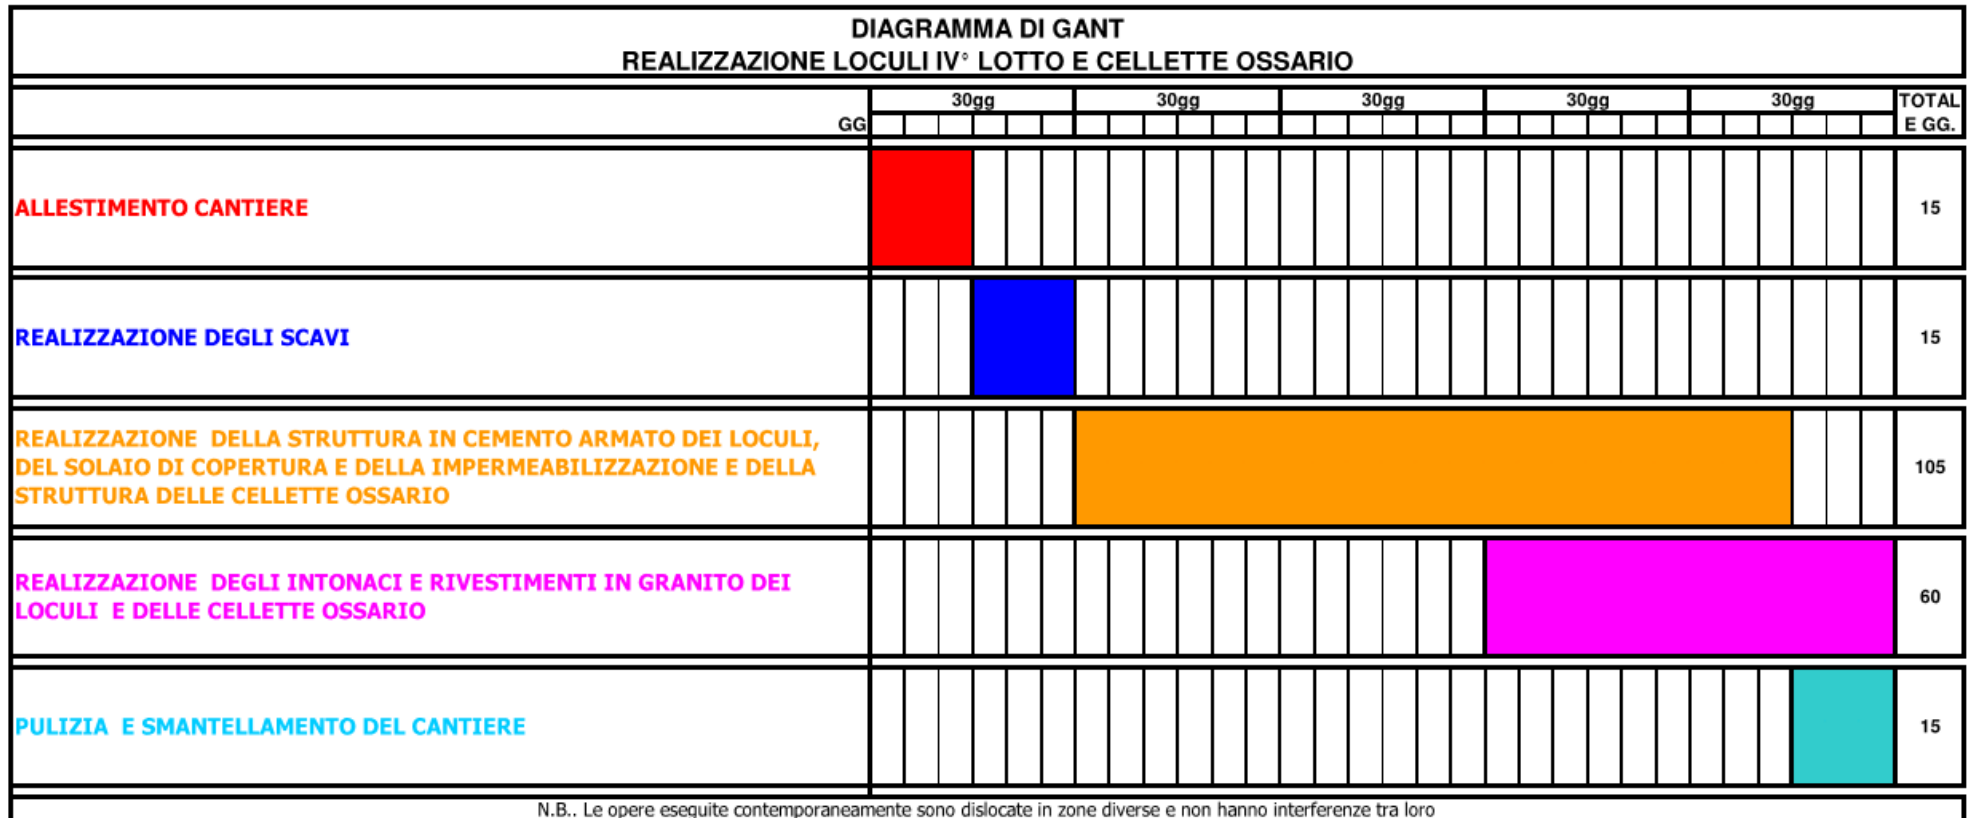 DIAGRAMMA DI GANT
REALIZZAZIONE LOCULI IV° LOTTO E CELLETTE OSSARIO
30gg 30gg 30gg 30gg 30gg TOTAL
GG E GG.
ALLESTIMENTO CANTIERE 15
REALIZZAZIONE DEGLI SCAVI 15
REALIZZAZIONE DELLA STRUTTURA IN CEMENTO ARMATO DEI LOCULI,
DEL SOLAIO DI COPERTURA E DELLA IMPERMEABILIZZAZIONE E DELLA 105
STRUTTURA DELLE CELLETTE OSSARIO
REALIZZAZIONE DEGLI INTONACI E RIVESTIMENTI IN GRANITO DEI 60
LOCULI E DELLE CELLETTE OSSARIO
PULIZIA E SMANTELLAMENTO DEL CANTIERE 15
N.B.. Le opere eseguite contemporaneamente sono dislocate in zone diverse e non hanno interferenze tra loro